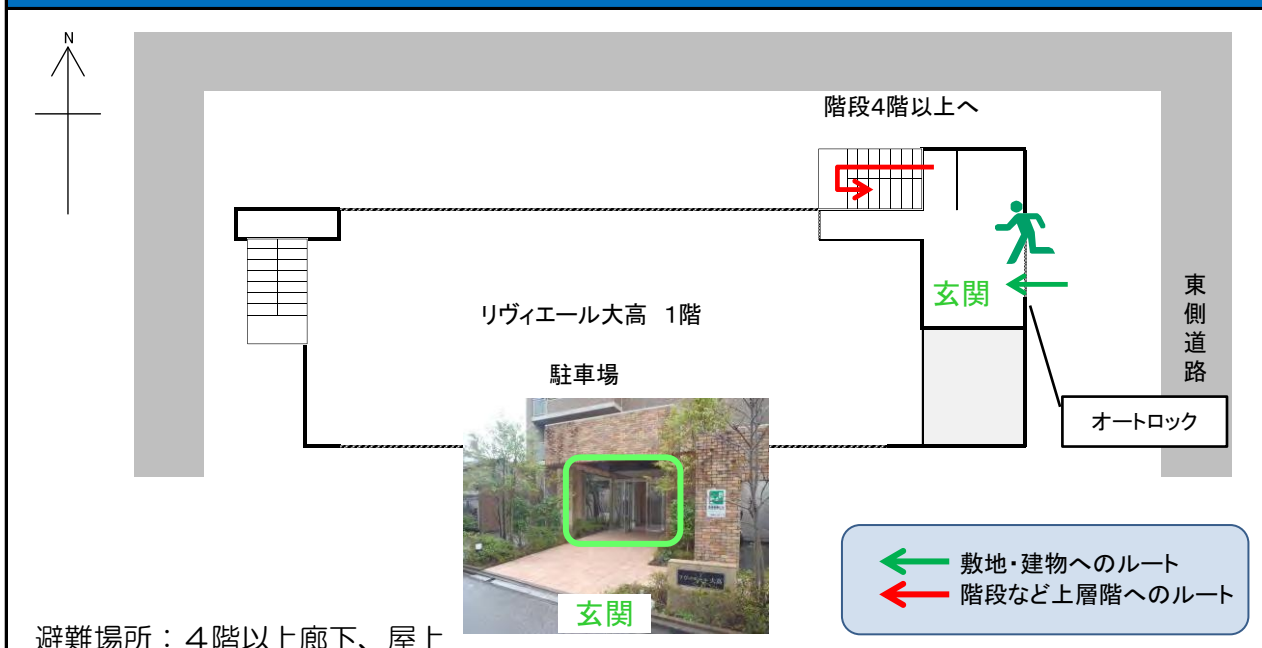 N
階段4階以上へ
玄関
東側道路
リヴィエール大高 1階
駐車場
オートロック
玄関
敷地・建物へのルート
階段など上層階へのルート
避難場所：４階以上廊下、屋上